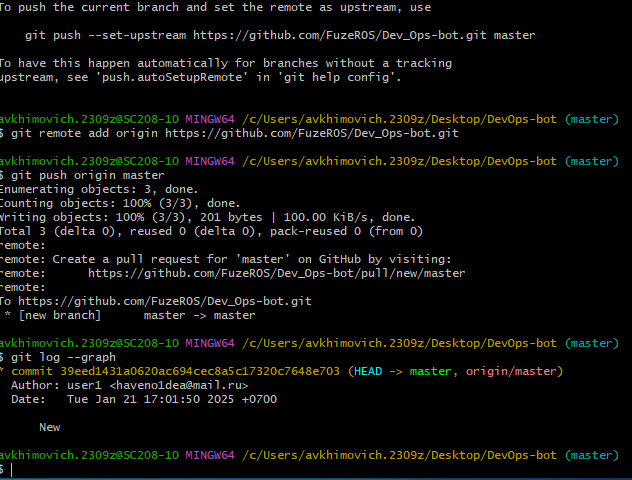 To push the current branch and set the remote as upstream, use
git push --set-upstream https://github.com/FuzeROS/Dev_Ops-bot.git master
To have this happen automatically for branches without a tracking
upstream, see 'push.autoSetupRemote' in 'git help config'.
avkhimovich.2309z@SC208-10 MINGW64 /c/Users/avkhimovich.2309z/Desktop/DevOps-bot (master)
$ git remote add origin https://github.com/FuzeROS/Dev_Ops-bot.git
avkhimovich.2309z@SC208-10 MINGW64 /c/Users/avkhimovich.2309z/Desktop/DevOps-bot (master)
$ git push origin master
Enumerating objects: 3, done.
Counting objects: 100% (3/3), done.
Writing objects: 100% (3/3), 201 bytes | 100.00 KiB/s, done.
Total 3 (delta 0), reused 0 (delta 0), pack-reused 0 (from 0)
remote:
remote: Create a pull request for 'master' on GitHub by visiting:
remote:      https://github.com/FuzeROS/Dev_Ops-bot/pull/new/master
remote:
To https://github.com/FuzeROS/Dev_Ops-bot.git
* [new branch]      master -> master
avkhimovich.2309z@SC208-10 MINGW64 /c/Users/avkhimovich.2309z/Desktop/DevOps-bot (master)
$ git log --graph
* commit 39eed1431a0620ac694cec8a5c17320c7648e703 (HEAD -> master, origin/master)
Author: user1 <haveno1dea@mail.ru>
Date:   Tue Jan 21 17:01:50 2025 +0700
New
avkhimovich.2309z@SC208-10 MINGW64 /c/Users/avkhimovich.2309z/Desktop/DevOps-bot (master)
$